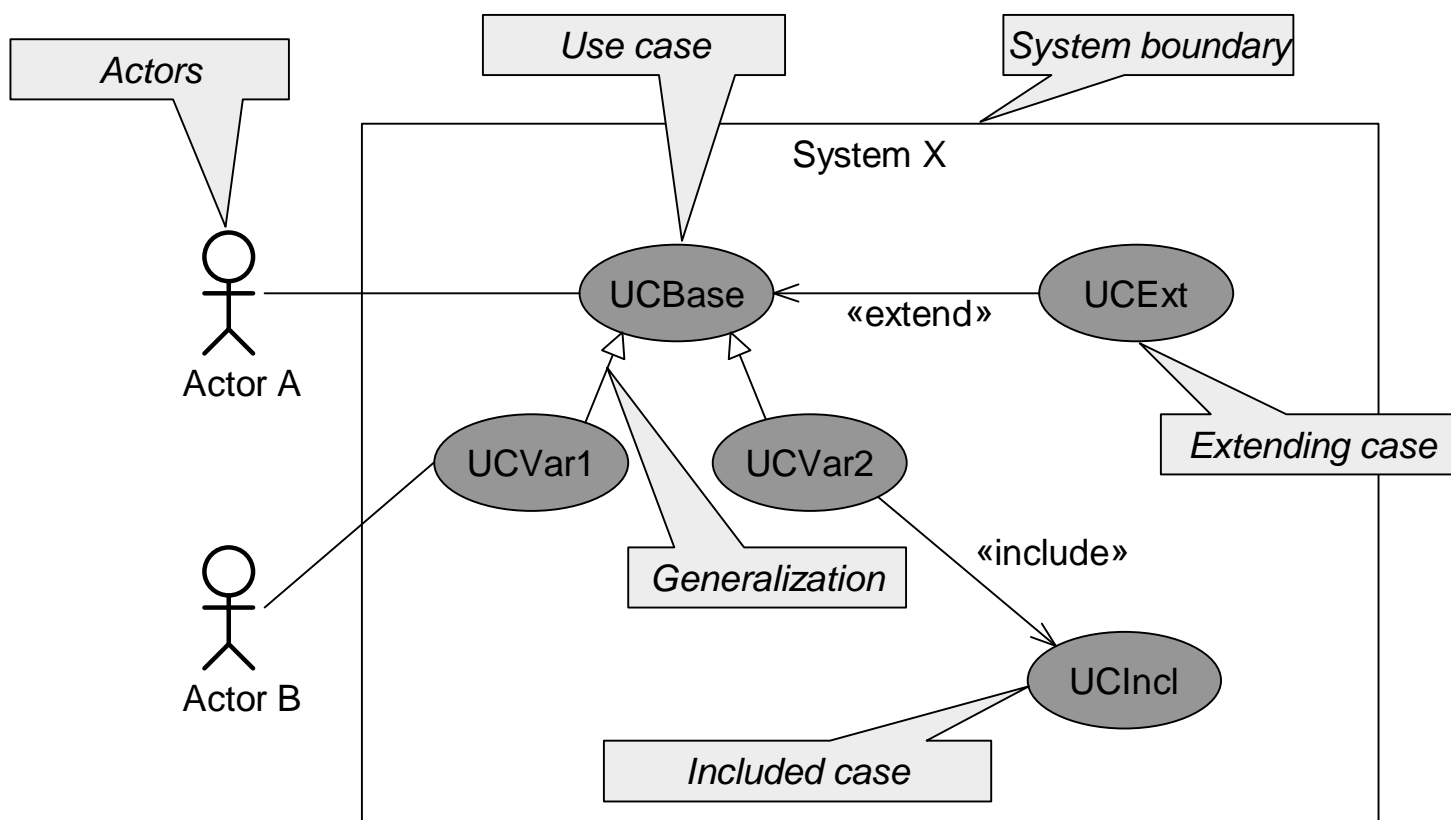 Actors
Use case
System boundary
System X
UCBase
UCExt
«extend»
Actor A
Extending case
UCVar1
UCVar2
«include»
Generalization
UCIncl
Actor B
Included case